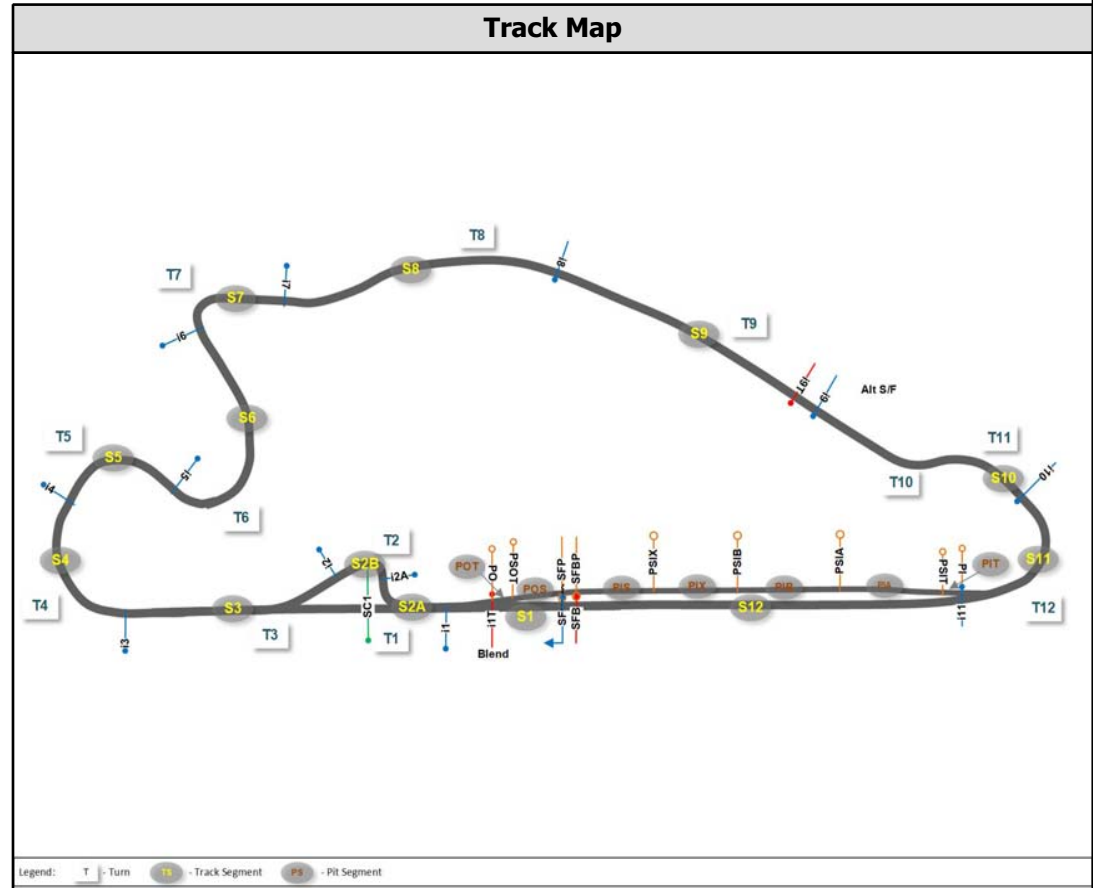 Track Map
T8
i8
S8
T7
i7
S7
i6
S9
T9
i9T
i9
Alt S/F
S6
T5
S5
i5
i4
T6
T11
S10
i10
T10
S4
T4
i2
T2
S2B
i2A
POT
PO
PSOT
POS
SFP
SFBP
PIS
PSIX
PIX
PSIB
PIB
PSIA
PIA
PSIT
PI
PIT
S11
T12
i3
S3
T3
SC1
S2A
T1
i1
i1T
S1
SF
SFB
S12
i11
Blend
Legend: T - Turn TS - Track Segment PS - Pit Segment